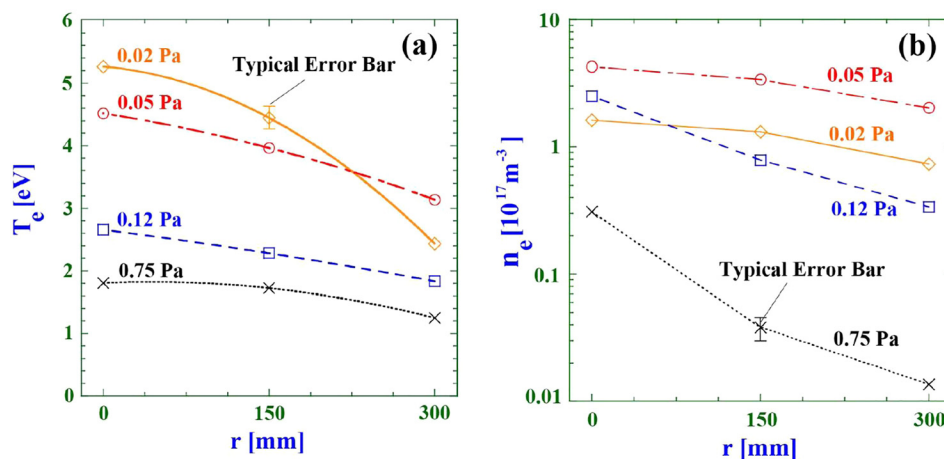 (a)
0.02 Pa
Typical Error Bar
0.05 Pa
0.12 Pa
0.75 Pa
T_e [eV]
6
5
4
3
2
1
0
0 150 300
r [mm]
(b)
0.05 Pa
0.02 Pa
0.12 Pa
Typical Error Bar
0.75 Pa
n_e [10^17 m^-3]
10
1
0.1
0.01
0 150 300
r [mm]